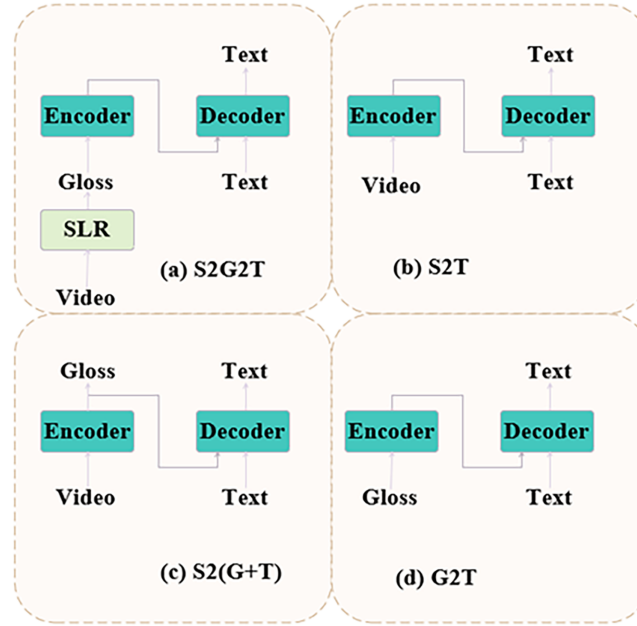 Text
Encoder
Decoder
Gloss
Text
SLR
(a) S2G2T
Video
Text
Encoder
Decoder
Video
Text
(b) S2T
Gloss
Text
Encoder
Decoder
Video
Text
(c) S2(G+T)
Text
Encoder
Decoder
Gloss
Text
(d) G2T